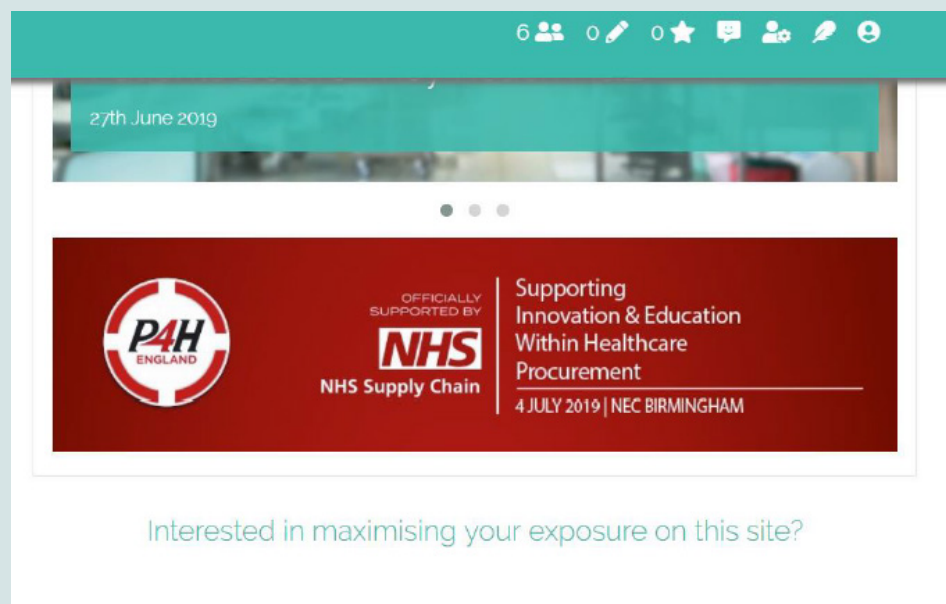 6 0 0
27th June 2019
P4H
ENGLAND
OFFICIALLY
SUPPORTED BY
NHS
NHS Supply Chain
Supporting
Innovation & Education
Within Healthcare
Procurement
4 JULY 2019 | NEC BIRMINGHAM
Interested in maximising your exposure on this site?